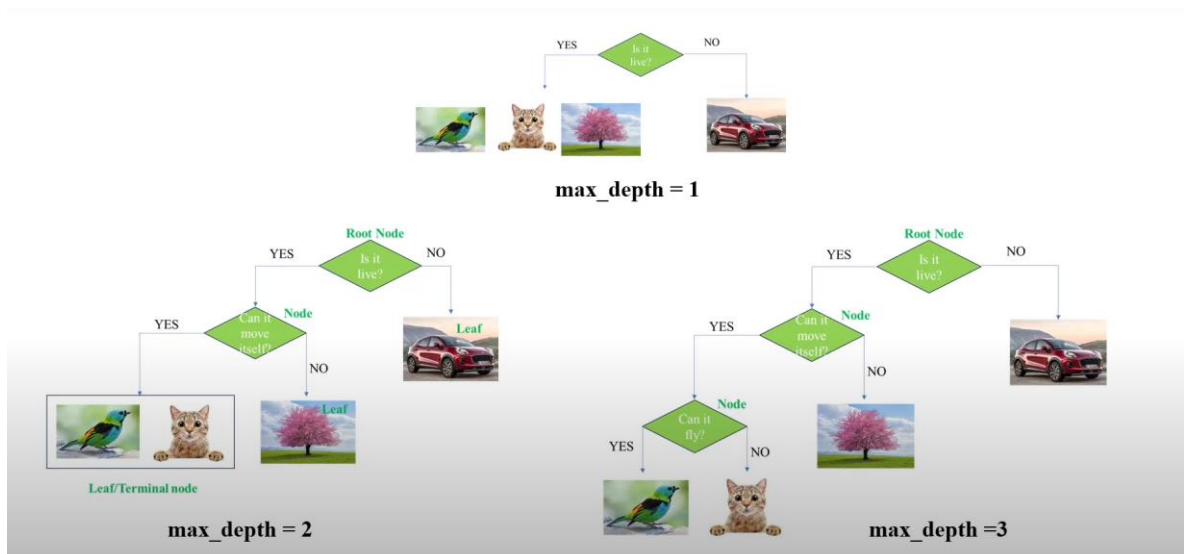 YES
Is it
live?
NO
max_depth = 1
Root Node
YES
Is it
live?
NO
YES
Can it
move
itself?
Node
NO
Leaf
Leaf
Leaf/Terminal node
max_depth = 2
Root Node
YES
Is it
live?
NO
YES
Can it
move
itself?
Node
NO
Node
Can it
fly?
YES
NO
max_depth =3